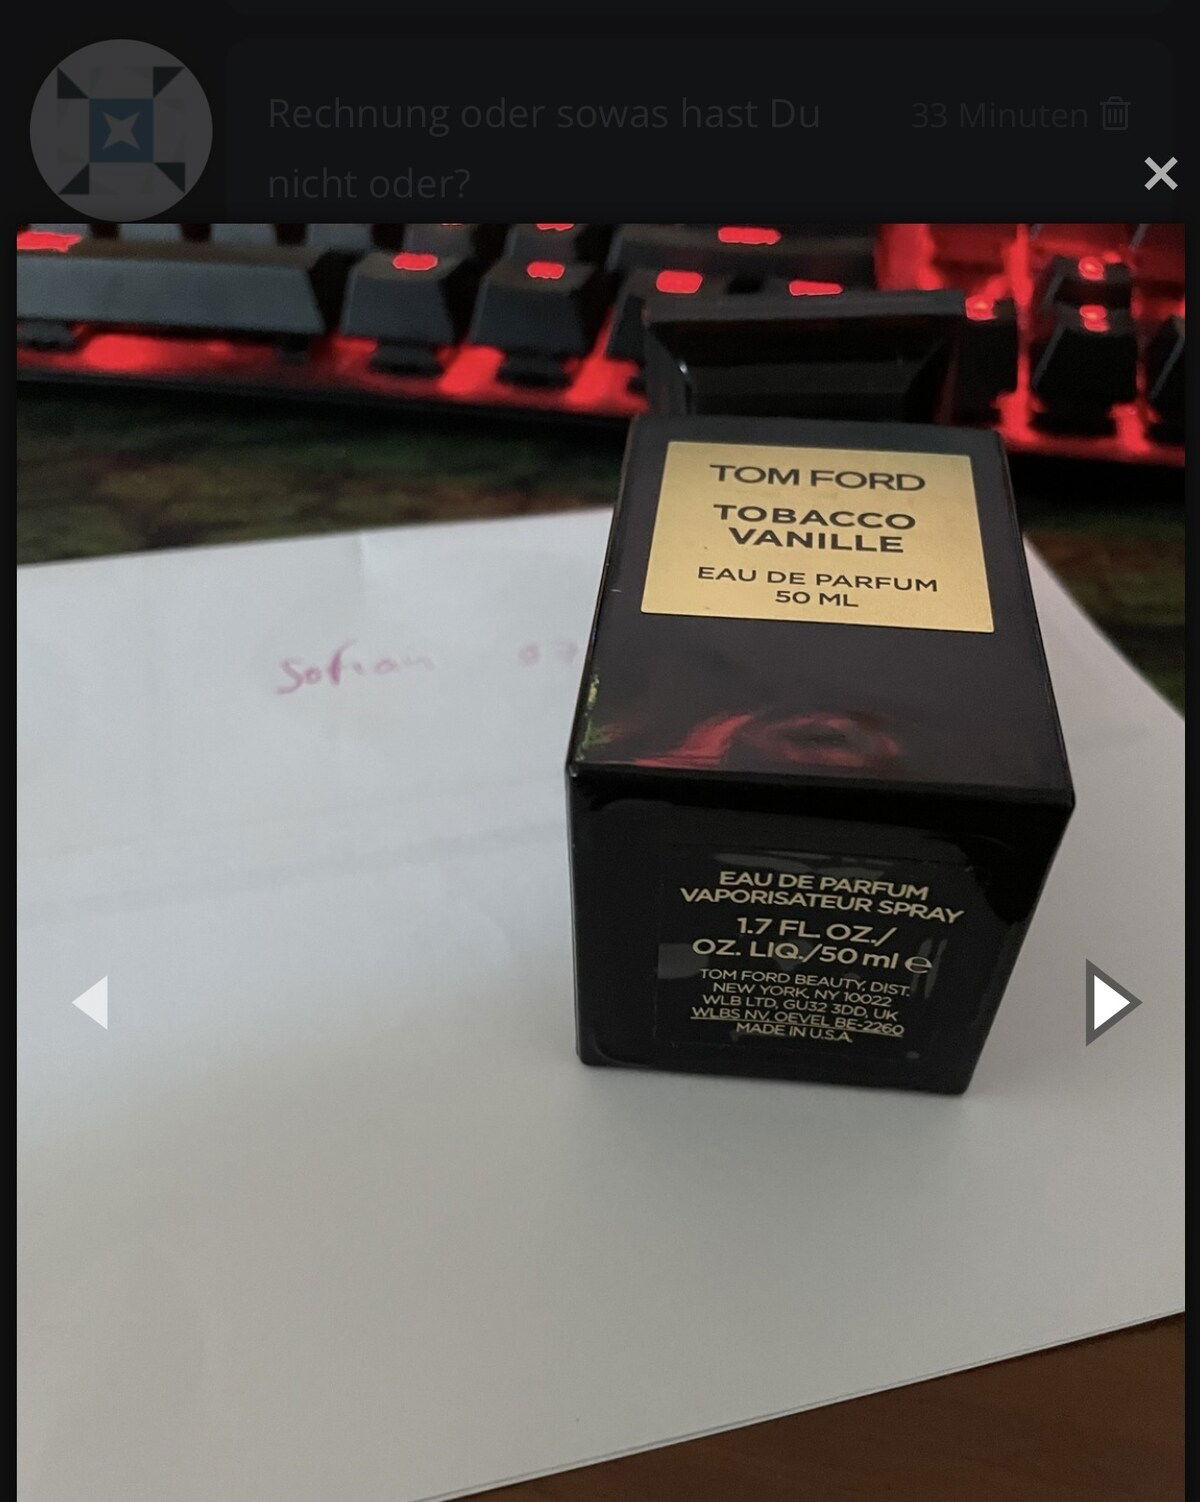 Rechnung oder sowas hast Du
33 Minuten
nicht oder?
TOM FORD
TOBACCO
VANILLE
EAU DE PARFUM
50 ML
Sofian 07
EAU DE PARFUM
VAPORISATEUR SPRAY
1.7 FL. OZ./
OZ. LIQ./50 ml e
TOM FORD BEAUTY, DIST.
NEW YORK, NY 10022
WLB LTD, GU32 3DD, UK
WLBS NV, OEVEL BE-2260
MADE IN U.S.A.